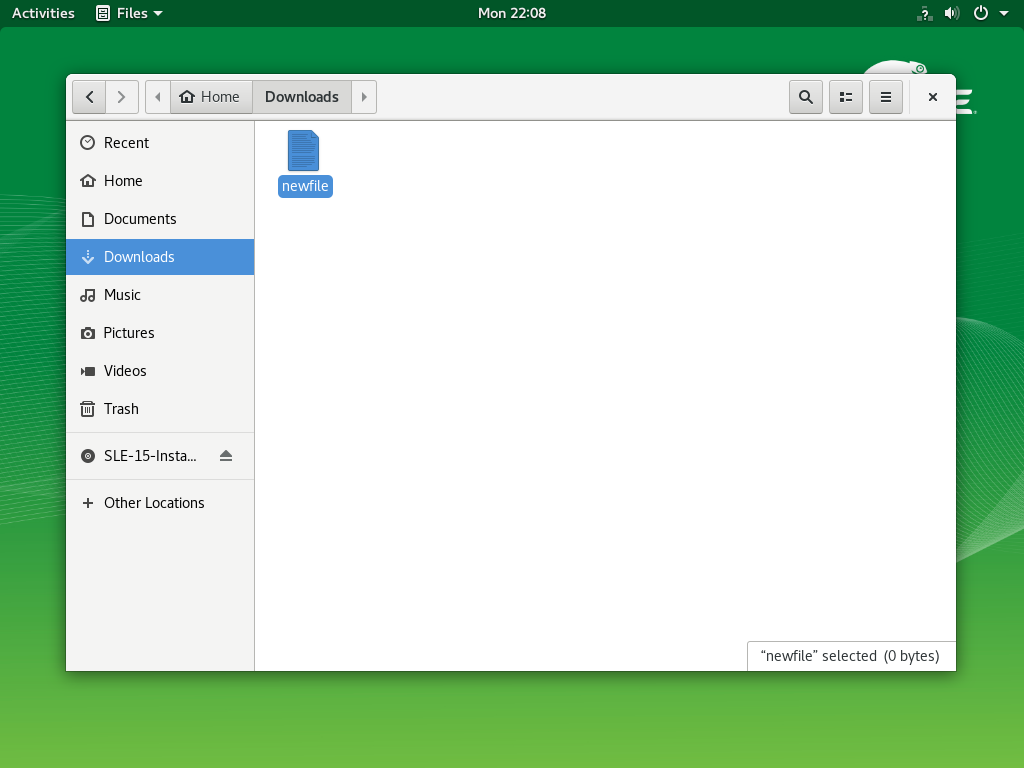 Activities Files Mon 22:08
Home Downloads
Recent
Home
Documents
Downloads
Music
Pictures
Videos
Trash
SLE-15-Insta...
Other Locations
newfile
“newfile” selected (0 bytes)